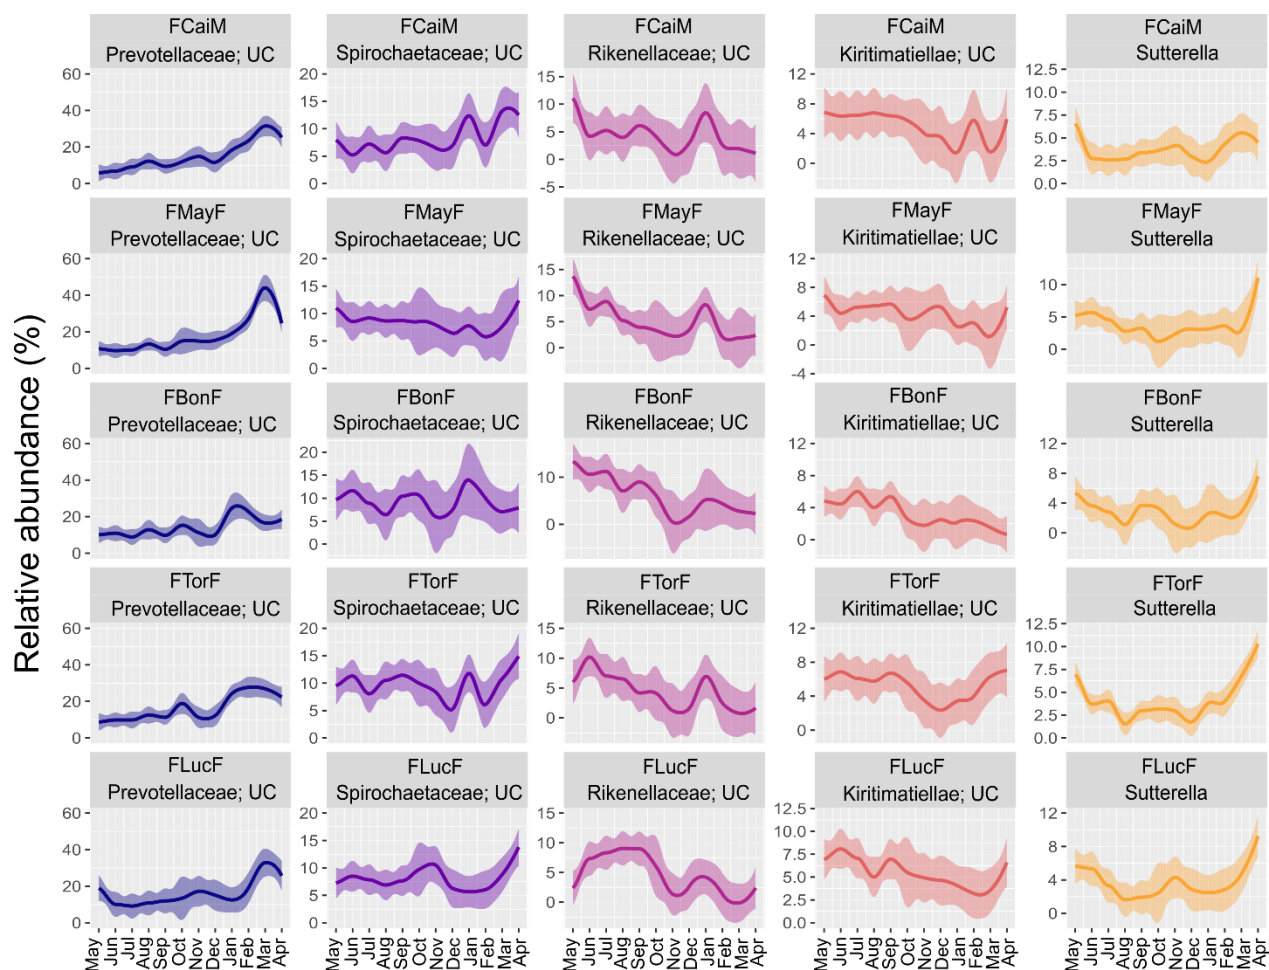 Relative abundance (%)
FCaiM FCaiM FCaiM FCaiM FCaiM
Prevotellaceae; UC Spirochaetaceae; UC Rikenellaceae; UC Kiritimatiellae; UC Sutterella
60 20 15 12 12.5
40 15 10 8 10.0
20 10 5 4 7.5
0 5 0 0 5.0
0 -5 2.5
0.0
FMayF FMayF FMayF FMayF FMayF
Prevotellaceae; UC Spirochaetaceae; UC Rikenellaceae; UC Kiritimatiellae; UC Sutterella
60 20 15 12 10
40 15 10 8 5
20 10 5 4 0
0 5 0 0
0 -4
FBonF FBonF FBonF FBonF FBonF
Prevotellaceae; UC Spirochaetaceae; UC Rikenellaceae; UC Kiritimatiellae; UC Sutterella
60 20 10 12 12
40 15 0 8 8
20 10 4 4
0 5 0 0
0
FTorF FTorF FTorF FTorF FTorF
Prevotellaceae; UC Spirochaetaceae; UC Rikenellaceae; UC Kiritimatiellae; UC Sutterella
60 20 15 12 12.5
40 15 10 8 10.0
20 10 5 4 7.5
0 5 0 0 5.0
0 2.5
0.0
FLucF FLucF FLucF FLucF FLucF
Prevotellaceae; UC Spirochaetaceae; UC Rikenellaceae; UC Kiritimatiellae; UC Sutterella
60 20 15 12.5 12
40 15 10 10.0 8
20 10 5 7.5 4
0 5 0 5.0 0
0 2.5
0.0
May Jun Jul Aug Sep Oct Nov Dec Jan Feb Mar Apr
May Jun Jul Aug Sep Oct Nov Dec Jan Feb Mar Apr
May Jun Jul Aug Sep Oct Nov Dec Jan Feb Mar Apr
May Jun Jul Aug Sep Oct Nov Dec Jan Feb Mar Apr
May Jun Jul Aug Sep Oct Nov Dec Jan Feb Mar Apr